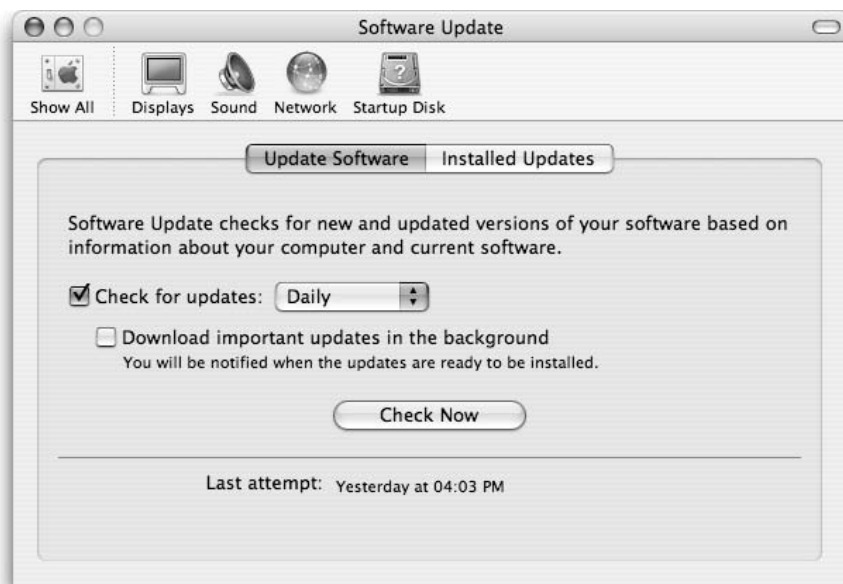 Software Update
Show All Displays Sound Network Startup Disk
Update Software Installed Updates
Software Update checks for new and updated versions of your software based on
information about your computer and current software.
Check for updates: Daily
Download important updates in the background
You will be notified when the updates are ready to be installed.
Check Now
Last attempt: Yesterday at 04:03 PM